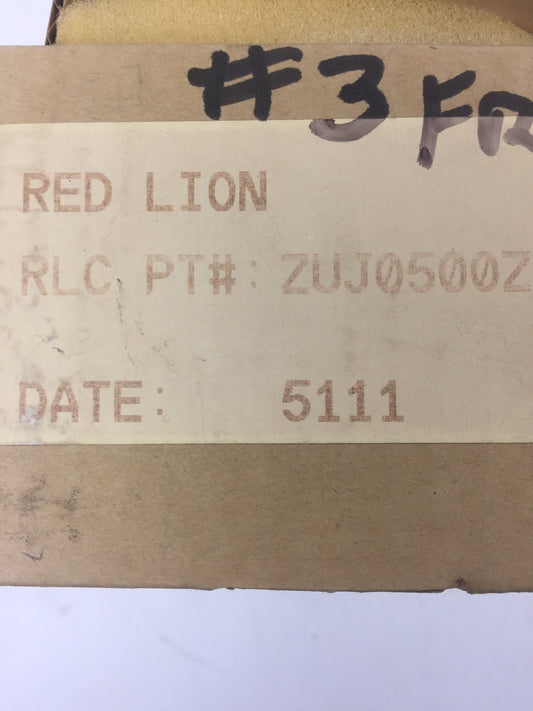 #3 FR
RED LION
RLC PT#: ZUJ0500Z
DATE: 5111